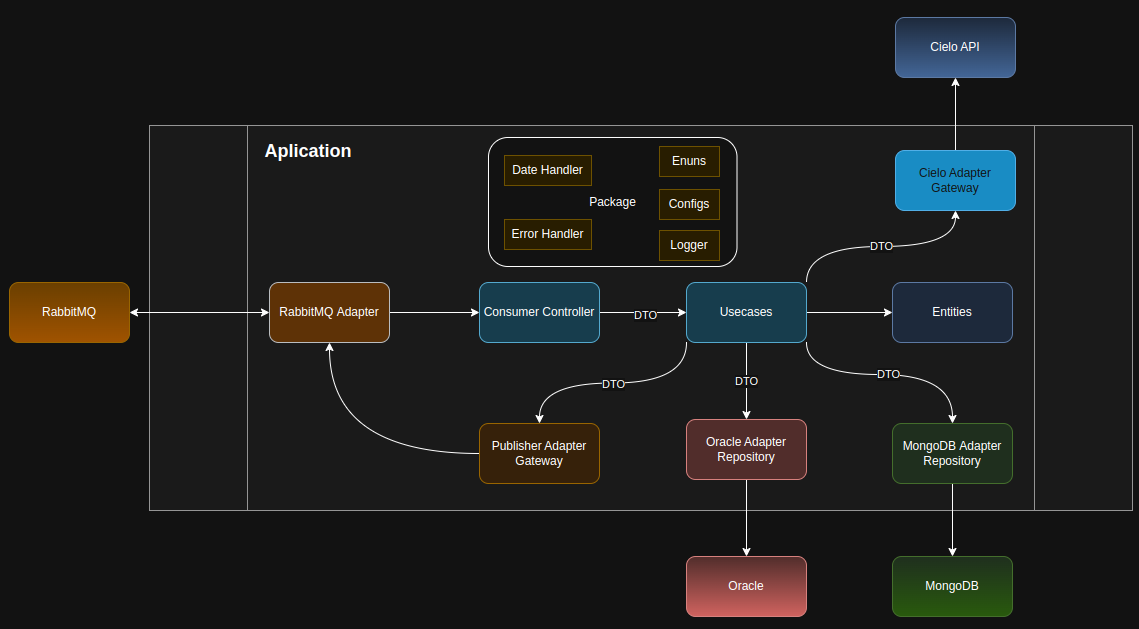 Cielo API
Aplication
Date Handler
Enuns
Package
Configs
Error Handler
Logger
Cielo Adapter
Gateway
DTO
RabbitMQ
RabbitMQ Adapter
Consumer Controller
DTO
Usecases
Entities
DTO
DTO
DTO
Publisher Adapter
Gateway
Oracle Adapter
Repository
MongoDB Adapter
Repository
Oracle
MongoDB